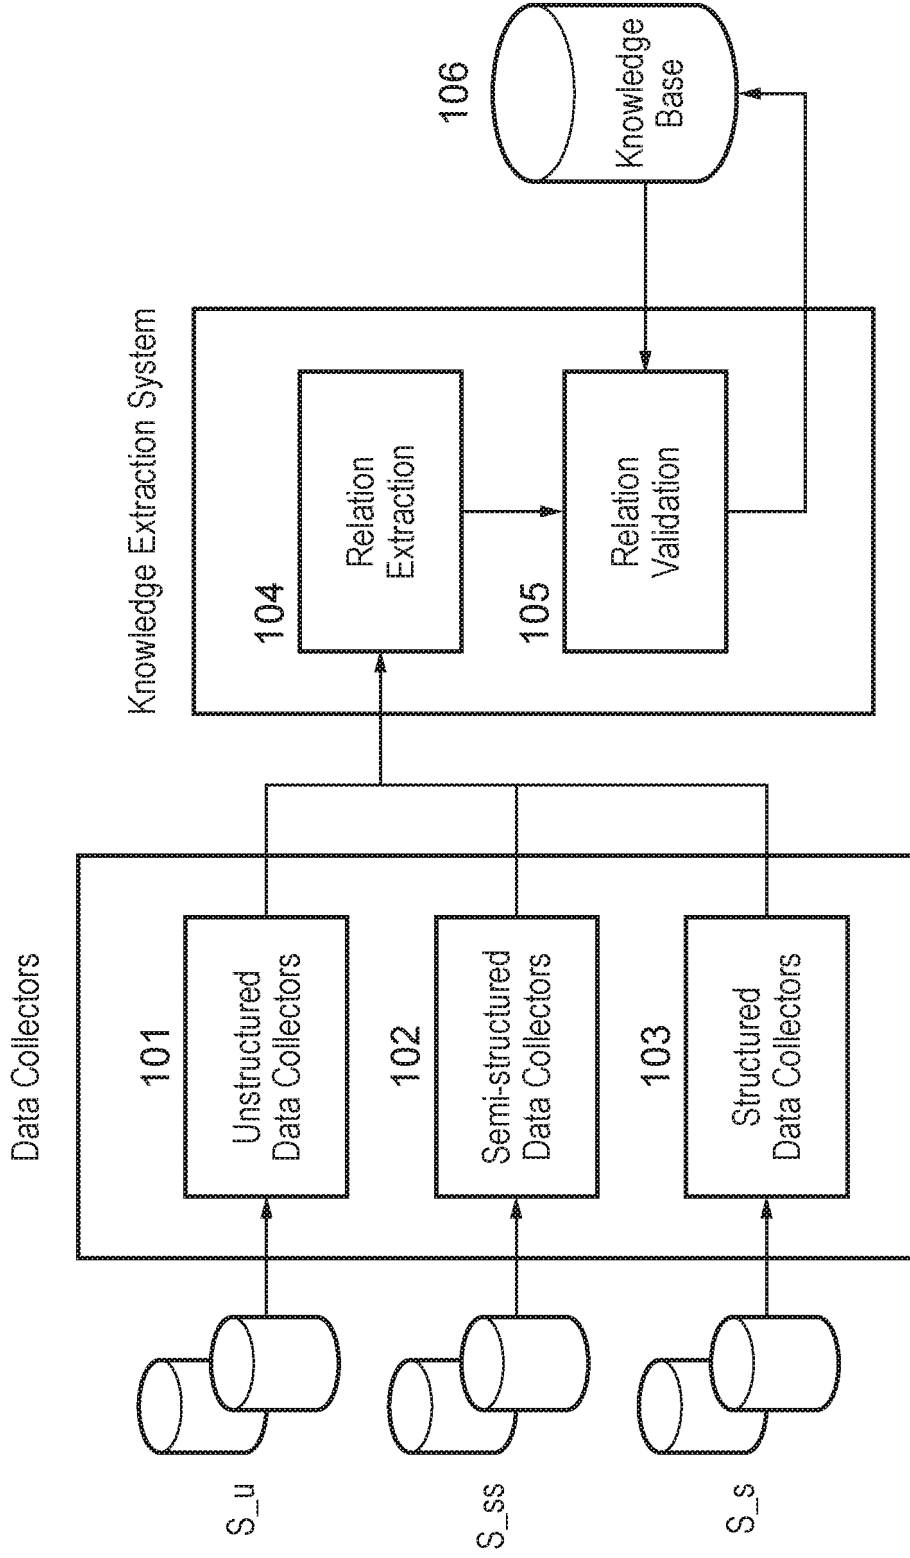 Data Collectors
Knowledge Extraction System
S_u
101
Unstructured
Data Collectors
104
Relation
Extraction
106
Knowledge
Base
S_ss
102
Semi-structured
Data Collectors
105
Relation
Validation
S_s
103
Structured
Data Collectors